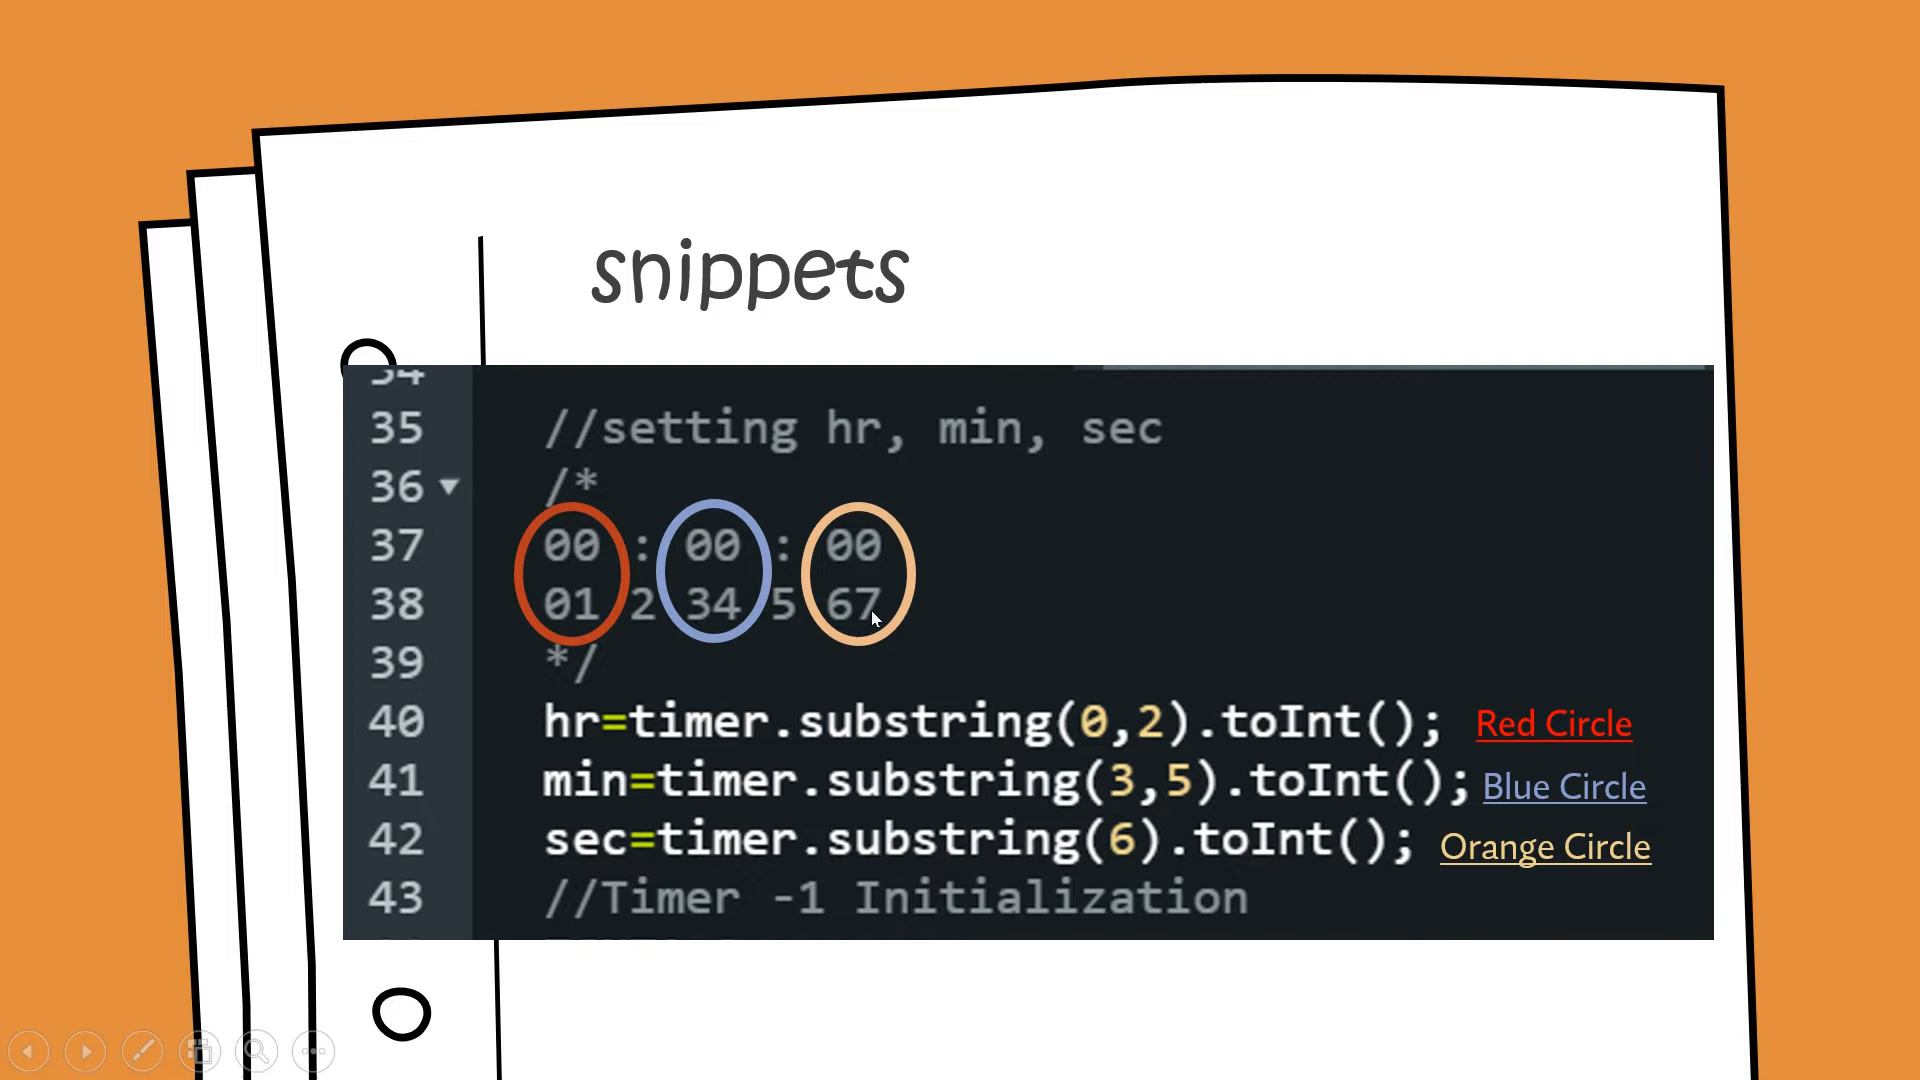 snippets
34
35 //setting hr, min, sec
36 /*
37 00 : 00 : 00
38 01 2 34 5 67
39 */
40 hr=timer.substring(0,2).toInt(); Red Circle
41 min=timer.substring(3,5).toInt(); Blue Circle
42 sec=timer.substring(6).toInt(); Orange Circle
43 //Timer -1 Initialization